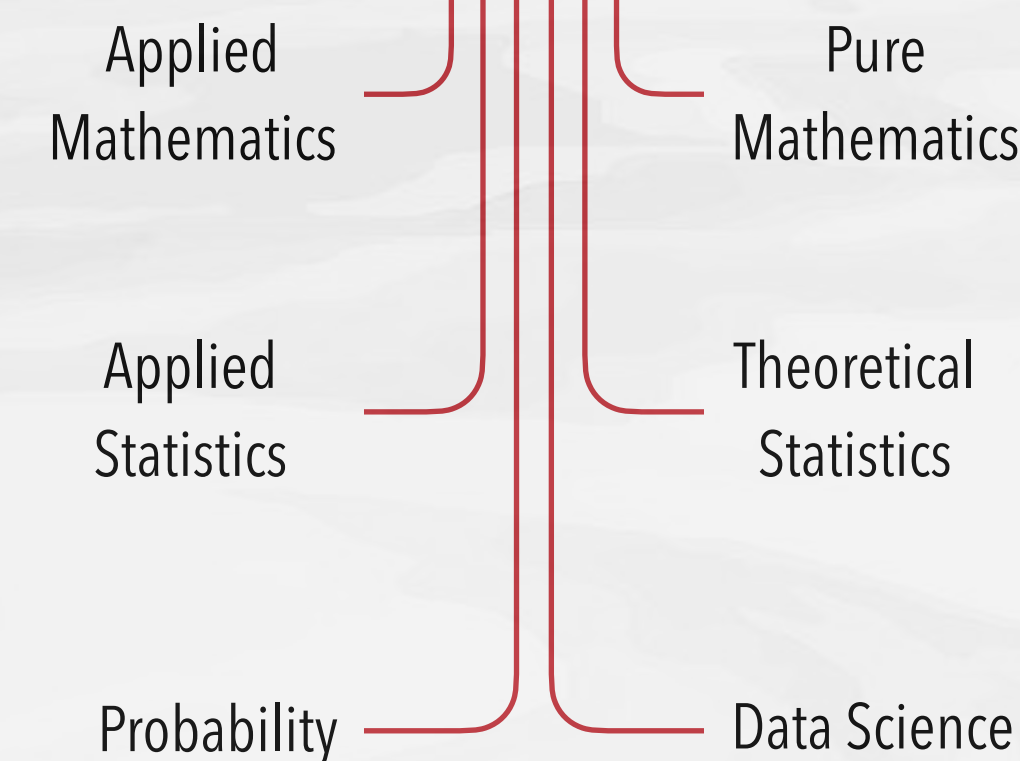 Applied
Mathematics
Pure
Mathematics
Applied
Statistics
Theoretical
Statistics
Probability
Data Science